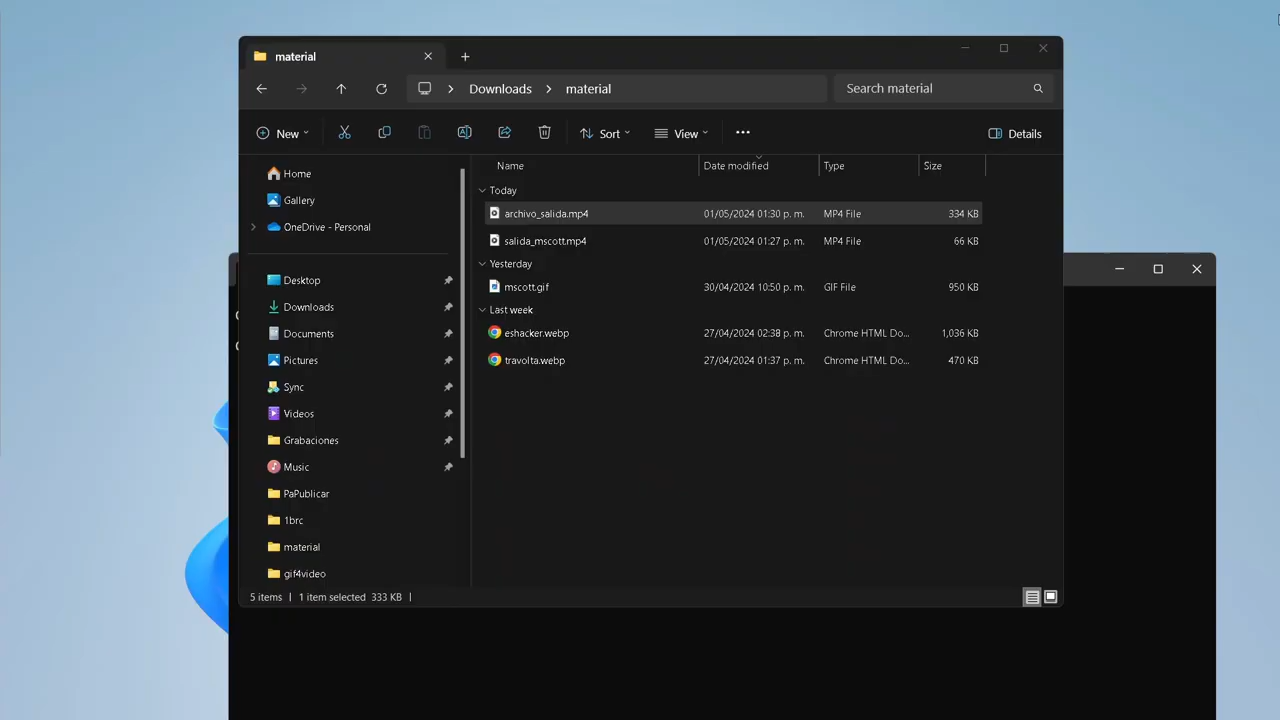 material
Downloads
material
Search material
New
Sort
View
Details
Name
Date modified
Type
Size
Home
Gallery
OneDrive - Personal
Desktop
Downloads
Documents
Pictures
Sync
Videos
Grabaciones
Music
PaPublicar
1brc
material
gif4video
Today
archivo_salida.mp4 01/05/2024 01:30 p. m. MP4 File 334 KB
salida_mscott.mp4 01/05/2024 01:27 p. m. MP4 File 66 KB
Yesterday
mscott.gif 30/04/2024 10:50 p. m. GIF File 950 KB
Last week
eshacker.webp 27/04/2024 02:38 p. m. Chrome HTML Do... 1,036 KB
travolta.webp 27/04/2024 01:37 p. m. Chrome HTML Do... 470 KB
5 items | 1 item selected 333 KB |